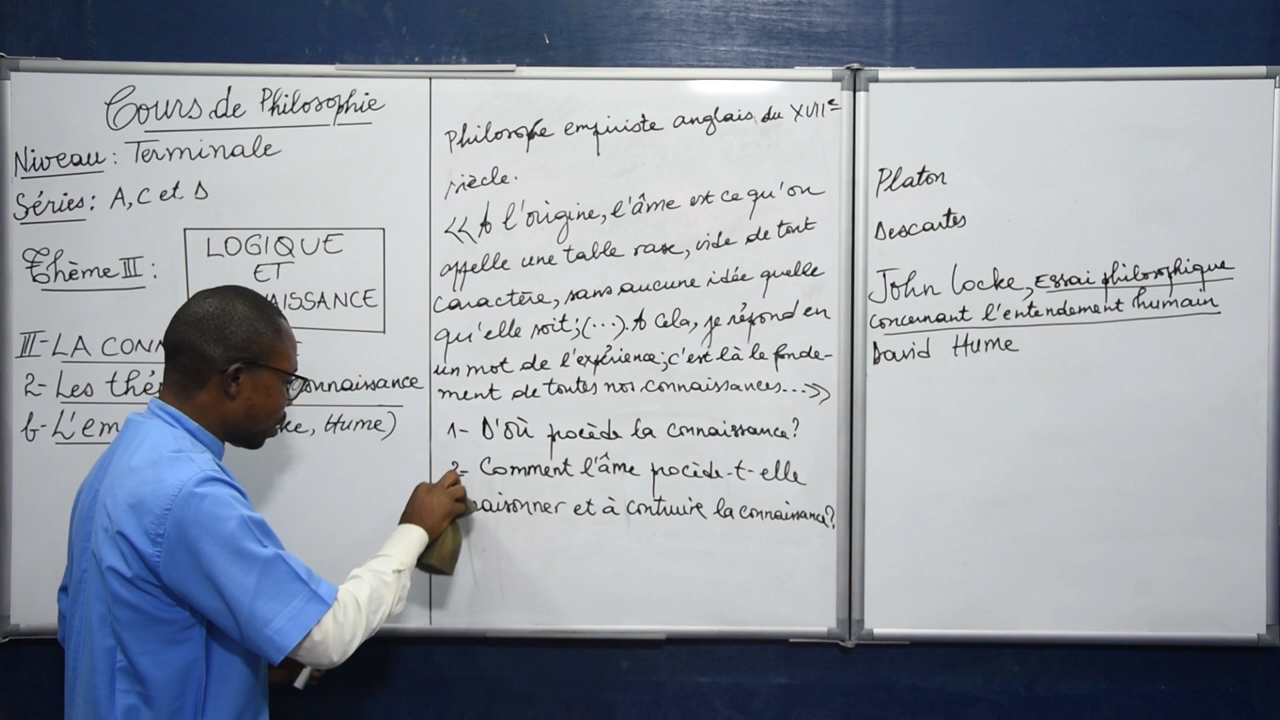 Cours de Philosophie
Niveau : Terminale
Séries : A, C et D
Thème III :
LOGIQUE
ET
NAISSANCE
III- LA CONN
2- Les thé onnaissance
b- L'em ke, Hume)
Philosophe empiriste anglais du XVIIe
siècle.
<< A l'origine, l'âme est ce qu'on
appelle une table rase, vide de tout
caractère, sans aucune idée quelle
qu'elle soit ; (...). A cela, je répond en
un mot de l'expérience ; c'est là le fonde-
ment de toutes nos connaissances... >>
1- D'où procède la connaissance ?
2- Comment l'âme procède-t-elle
raisonner et à contruire la connaissance ?
Platon
Descartes
John Locke, Essai philosophique
concernant l'entendement humain
David Hume